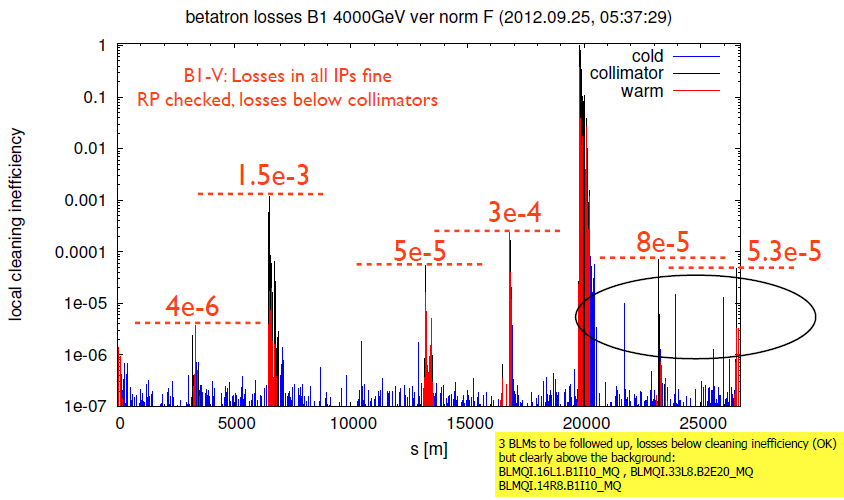 betatron losses B1 4000GeV ver norm F (2012.09.25, 05:37:29)
local cleaning inefficiency
1
0.1
0.01
0.001
0.0001
1e-05
1e-06
1e-07
0
5000
10000
15000
20000
25000
s [m]
cold
collimator
warm
B1-V: Losses in all IPs fine
RP checked, losses below collimators
4e-6
1.5e-3
5e-5
3e-4
8e-5
5.3e-5
3 BLMs to be followed up, losses below cleaning inefficiency (OK)
but clearly above the background:
BLMQI.16L1.B1I10_MQ , BLMQI.33L8.B2E20_MQ
BLMQI.14R8.B1I10_MQ